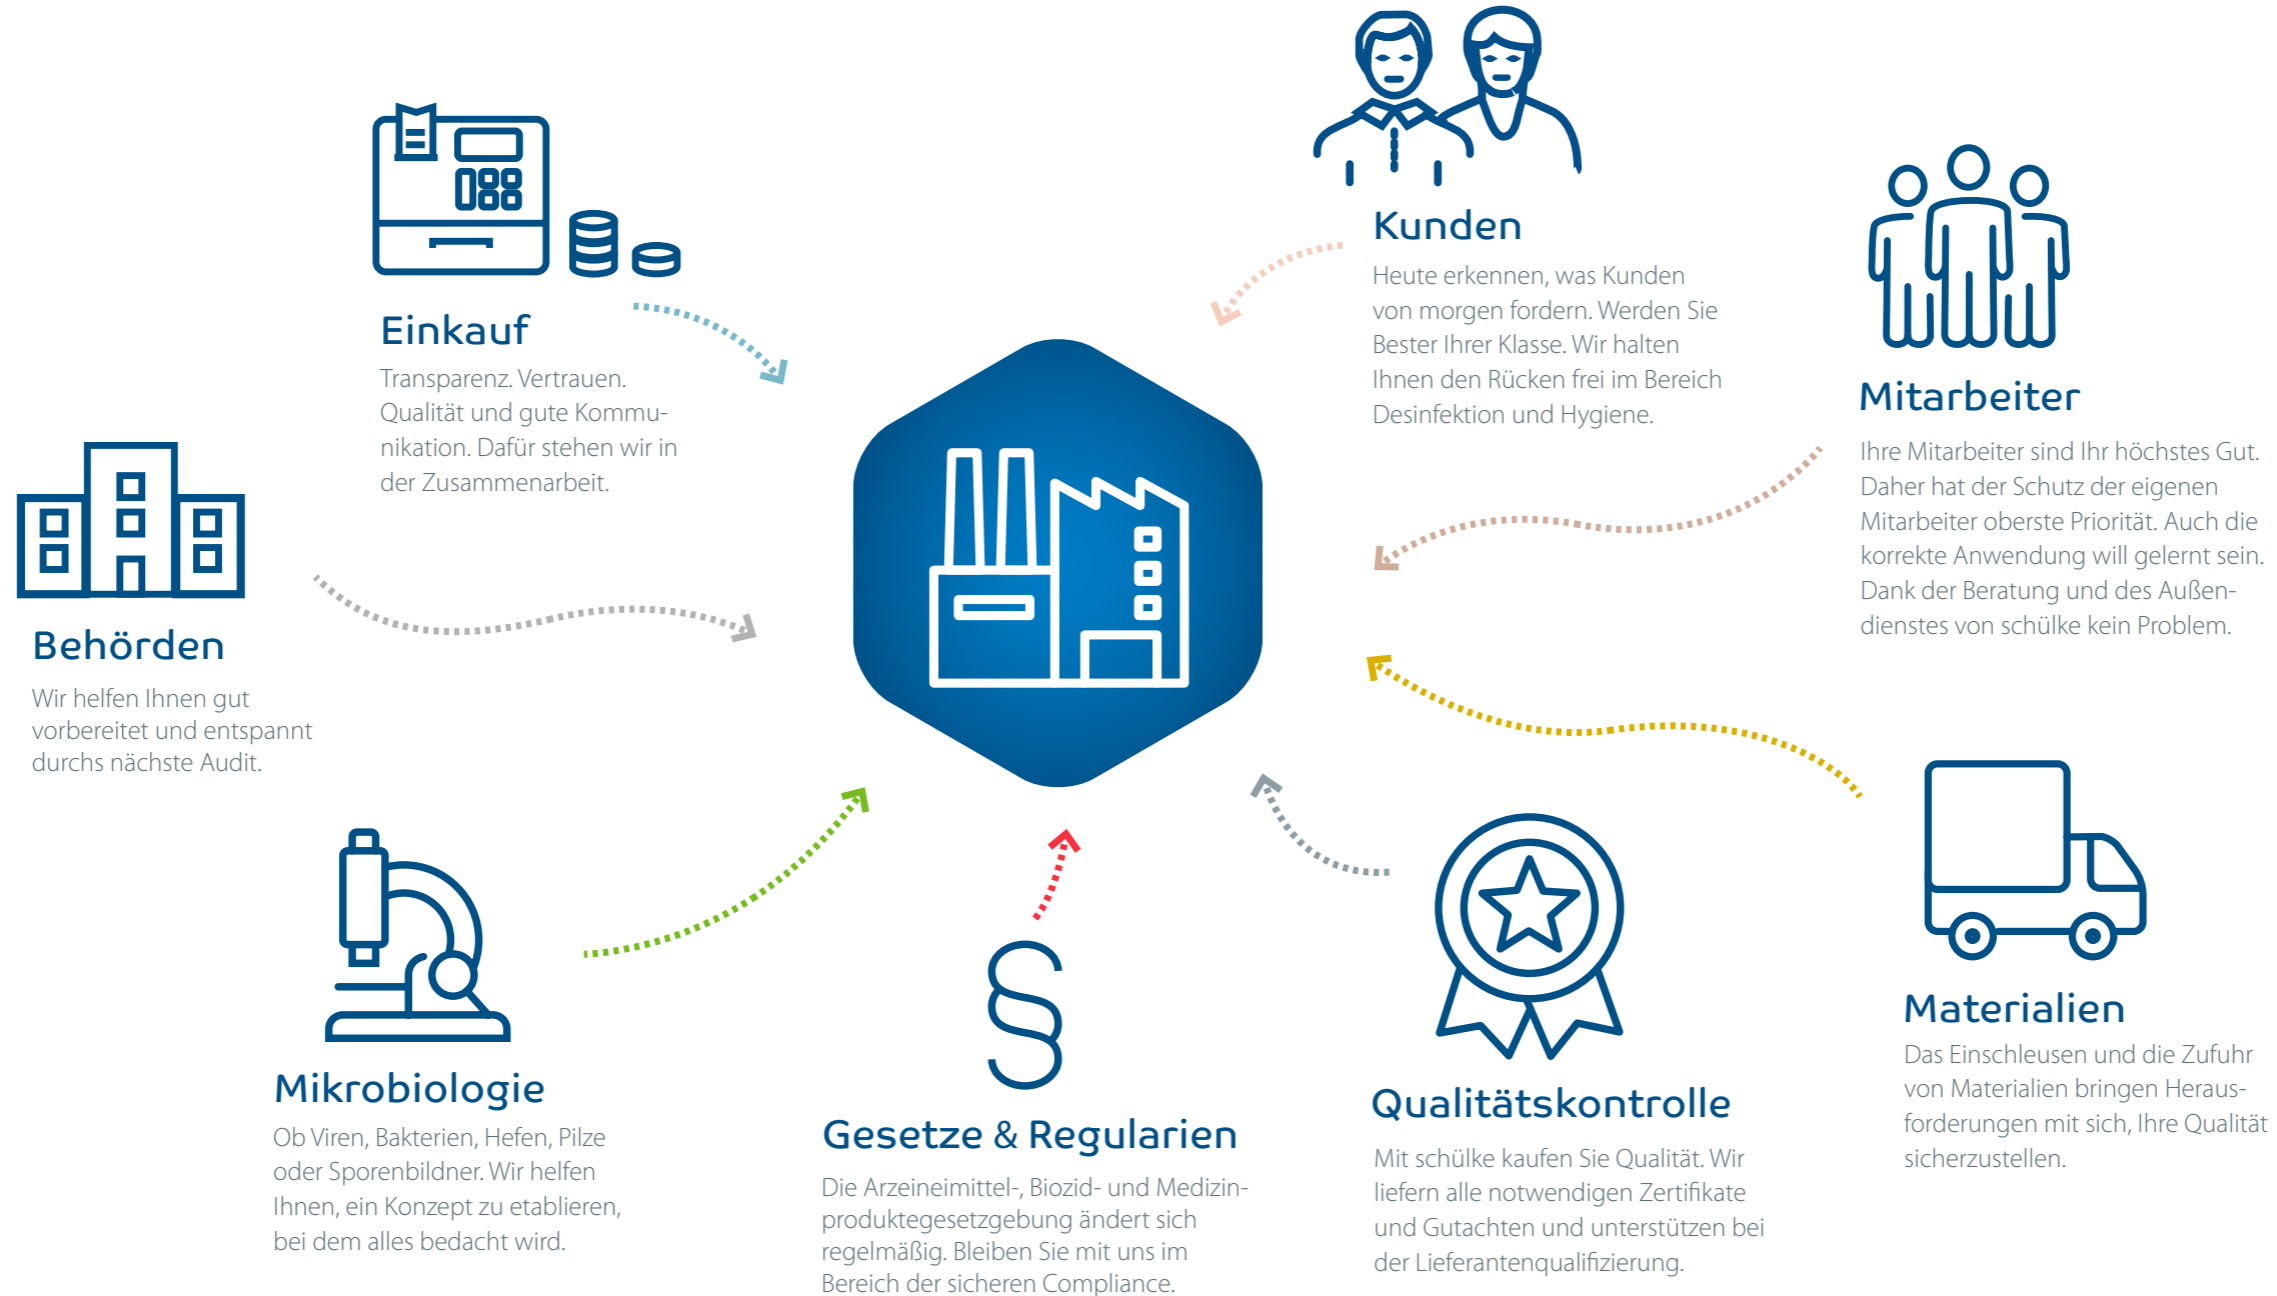 Kunden
Heute erkennen, was Kunden
von morgen fordern. Werden Sie
Bester Ihrer Klasse. Wir halten
Ihnen den Rücken frei im Bereich
Desinfektion und Hygiene.
Einkauf
Transparenz. Vertrauen.
Qualität und gute Kommu-
nikation. Dafür stehen wir in
der Zusammenarbeit.
Mitarbeiter
Ihre Mitarbeiter sind Ihr höchstes Gut.
Daher hat der Schutz der eigenen
Mitarbeiter oberste Priorität. Auch die
korrekte Anwendung will gelernt sein.
Dank der Beratung und des Außen-
dienstes von schülke kein Problem.
Behörden
Wir helfen Ihnen gut
vorbereitet und entspannt
durchs nächste Audit.
Mikrobiologie
Ob Viren, Bakterien, Hefen, Pilze
oder Sporenbildner. Wir helfen
Ihnen, ein Konzept zu etablieren,
bei dem alles bedacht wird.
§
Gesetze & Regularien
Die Arzeineimittel-, Biozid- und Medizin-
produktegesetzgebung ändert sich
regelmäßig. Bleiben Sie mit uns im
Bereich der sicheren Compliance.
Qualitätskontrolle
Mit schülke kaufen Sie Qualität. Wir
liefern alle notwendigen Zertifikate
und Gutachten und unterstützen bei
der Lieferantenqualifizierung.
Materialien
Das Einschleusen und die Zufuhr
von Materialien bringen Heraus-
forderungen mit sich, Ihre Qualität
sicherzustellen.